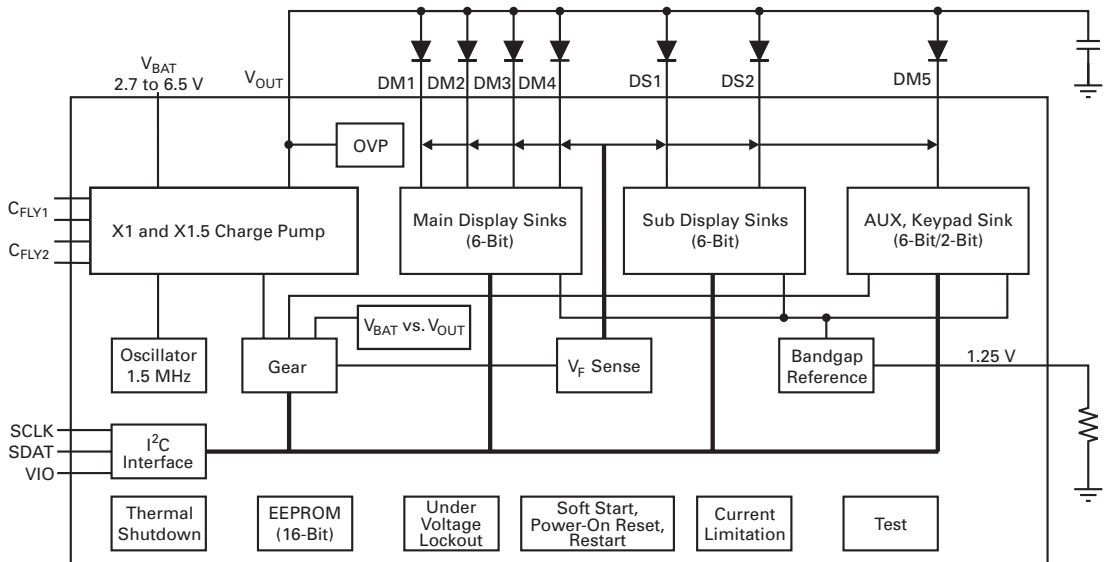 V_BAT
2.7 to 6.5 V
V_OUT
DM1
DM2
DM3
DM4
DS1
DS2
DM5
OVP
C_FLY1
C_FLY2
X1 and X1.5 Charge Pump
Main Display Sinks
(6-Bit)
Sub Display Sinks
(6-Bit)
AUX, Keypad Sink
(6-Bit/2-Bit)
V_BAT vs. V_OUT
Oscillator
1.5 MHz
Gear
V_F Sense
Bandgap
Reference
1.25 V
SCLK
SDAT
VIO
I²C
Interface
Thermal
Shutdown
EEPROM
(16-Bit)
Under
Voltage
Lockout
Soft Start,
Power-On Reset,
Restart
Current
Limitation
Test